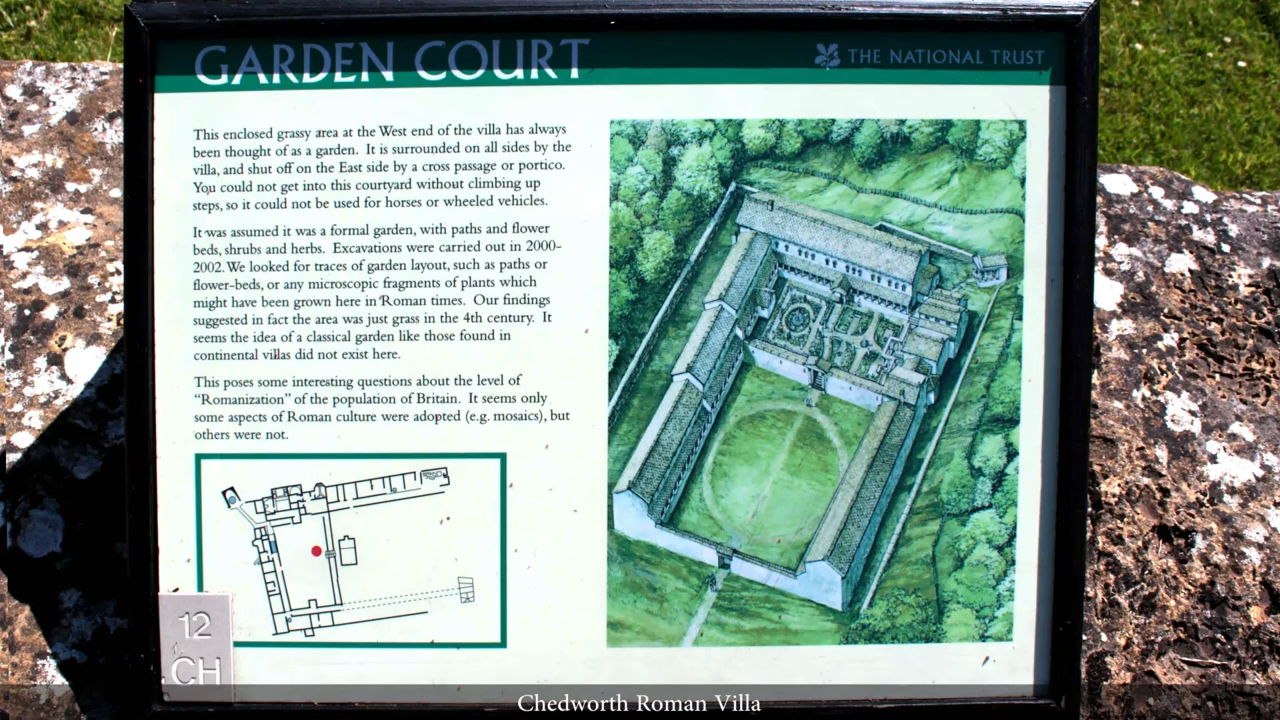 GARDEN COURT
THE NATIONAL TRUST
This enclosed grassy area at the West end of the villa has always
been thought of as a garden. It is surrounded on all sides by the
villa, and shut off on the East side by a cross passage or portico.
You could not get into this courtyard without climbing up
steps, so it could not be used for horses or wheeled vehicles.
It was assumed it was a formal garden, with paths and flower
beds, shrubs and herbs. Excavations were carried out in 2000-
2002. We looked for traces of garden layout, such as paths or
flower-beds, or any microscopic fragments of plants which
might have been grown here in Roman times. Our findings
suggested in fact the area was just grass in the 4th century. It
seems the idea of a classical garden like those found in
continental villas did not exist here.
This poses some interesting questions about the level of
“Romanization” of the population of Britain. It seems only
some aspects of Roman culture were adopted (e.g. mosaics), but
others were not.
12
CH
Chedworth Roman Villa